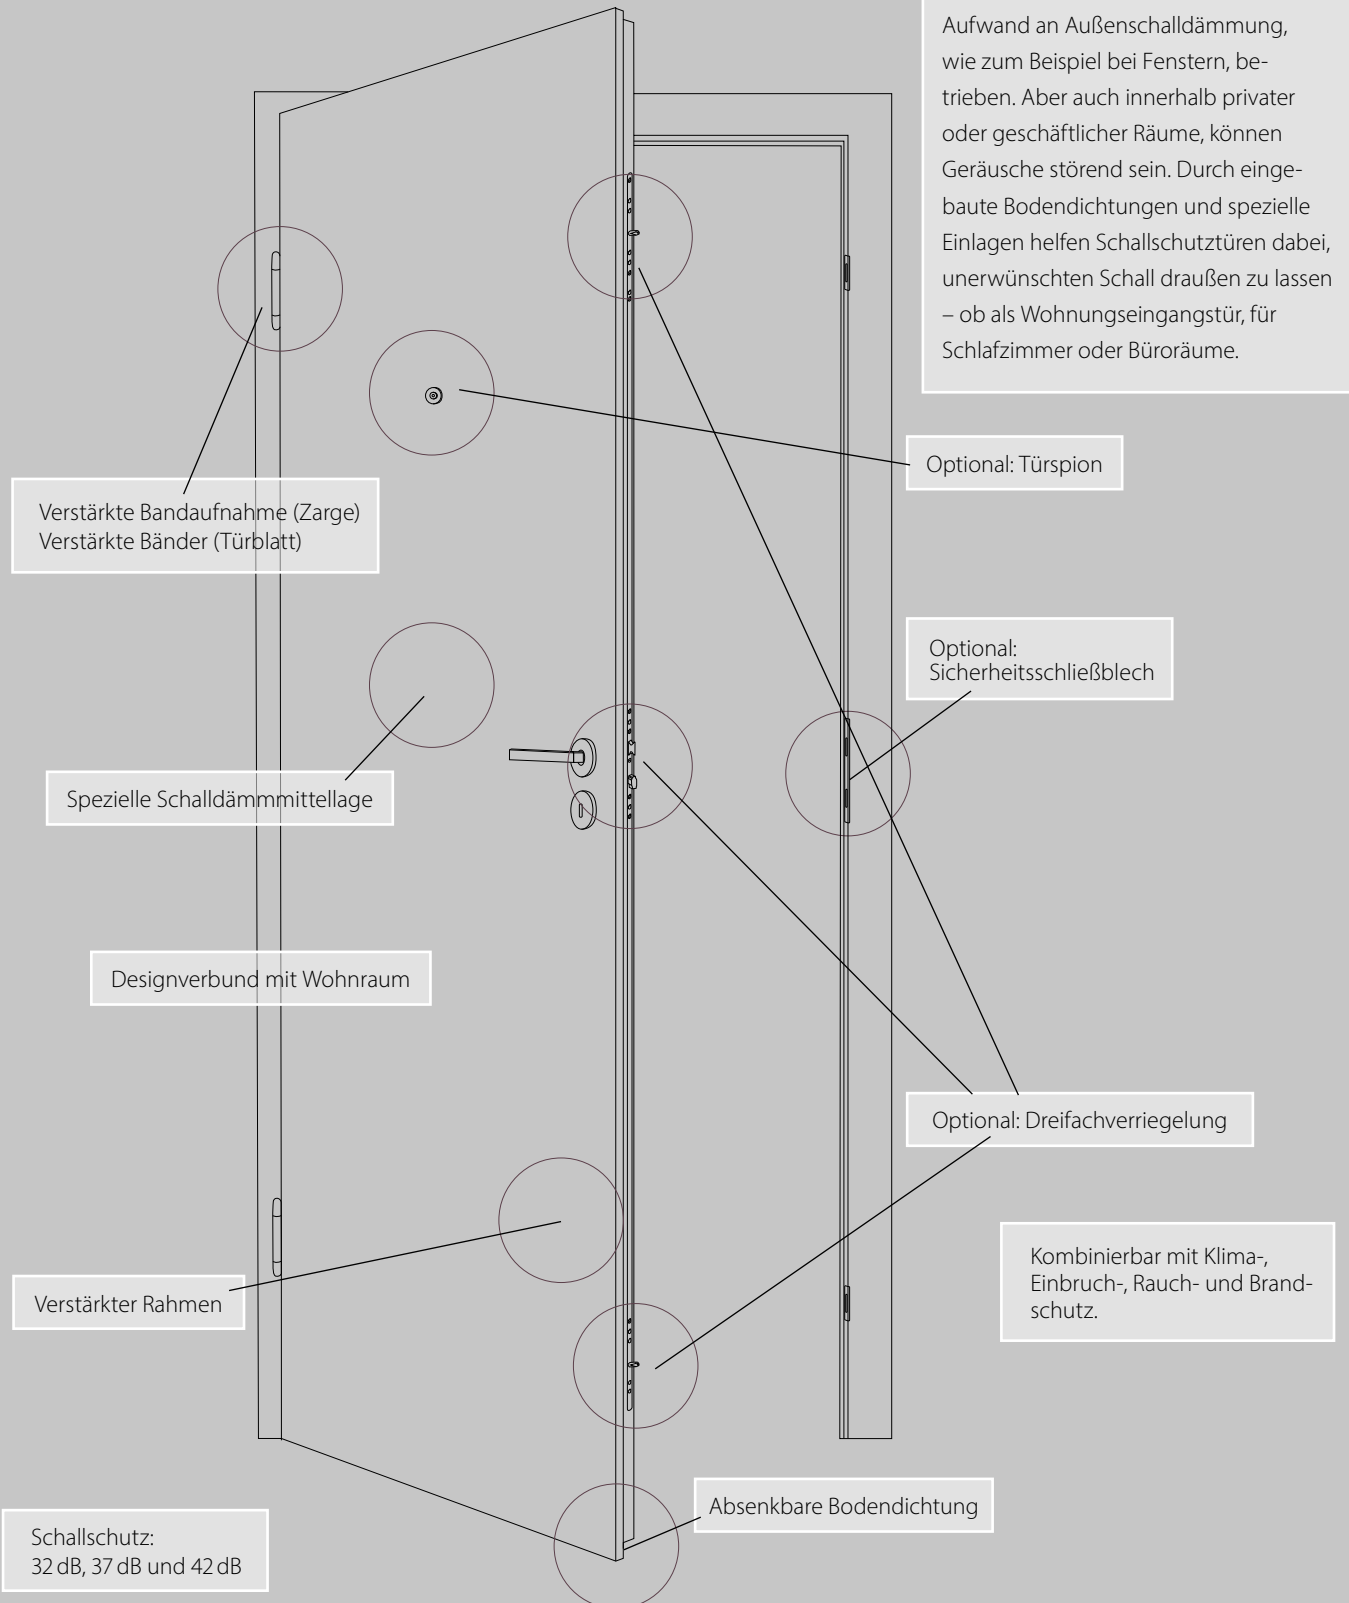 Aufwand an Außenschalldämmung,
wie zum Beispiel bei Fenstern, be-
trieben. Aber auch innerhalb privater
oder geschäftlicher Räume, können
Geräusche störend sein. Durch einge-
baute Bodendichtungen und spezielle
Einlagen helfen Schallschutztüren dabei,
unerwünschten Schall draußen zu lassen
– ob als Wohnungseingangstür, für
Schlafzimmer oder Büroräume.
Optional: Türspion
Verstärkte Bandaufnahme (Zarge)
Verstärkte Bänder (Türblatt)
Optional:
Sicherheitsschließblech
Spezielle Schalldämmmittellage
Designverbund mit Wohnraum
Optional: Dreifachverriegelung
Kombinierbar mit Klima-,
Einbruch-, Rauch- und Brand-
schutz.
Verstärkter Rahmen
Absenkbare Bodendichtung
Schallschutz:
32 dB, 37 dB und 42 dB